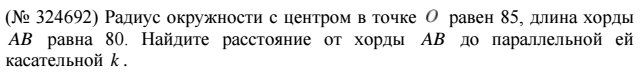 (№ 324692) Радиус окружности с центром в точке O равен 85, длина хорды
AB равна 80. Найдите расстояние от хорды AB до параллельной ей
касательной k.